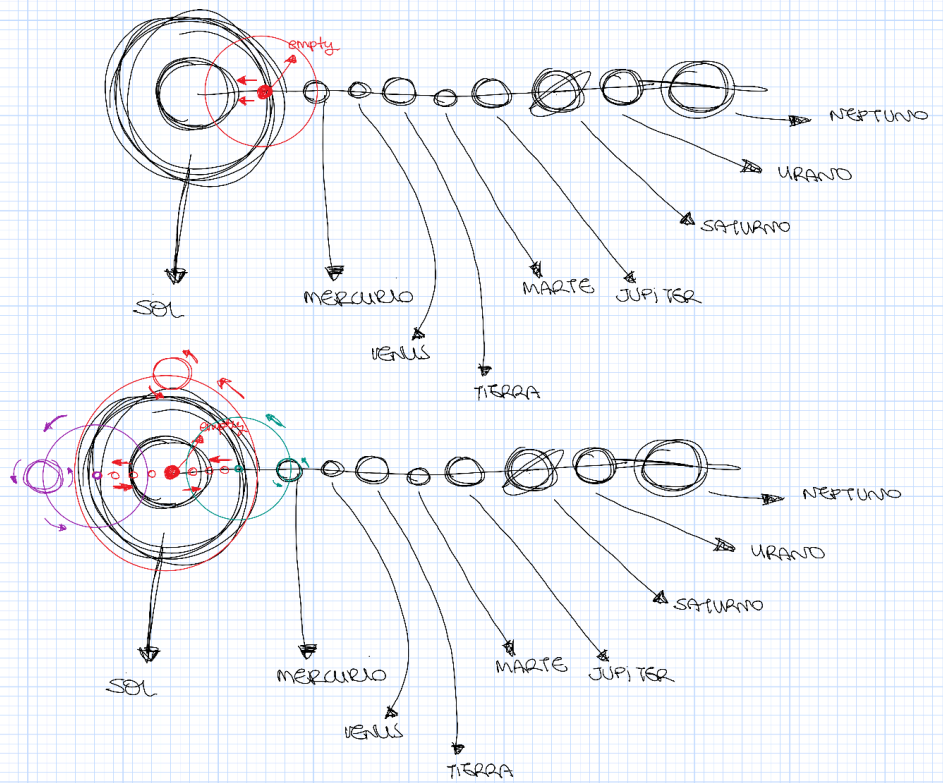 empty
NEPTUNO
URANO
SATURNO
MARTE
JUPITER
MERCURIO
SOL
VENUS
TIERRA
empty
NEPTUNO
URANO
SATURNO
MARTE
JUPITER
MERCURIO
SOL
VENUS
TIERRA